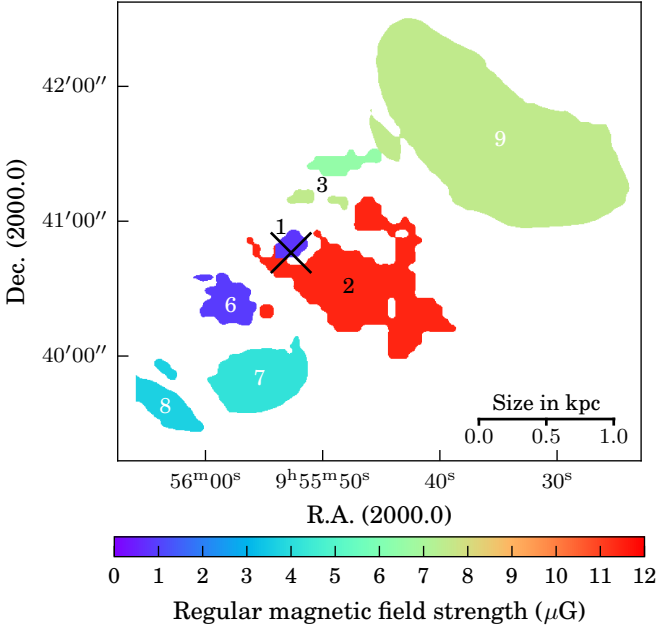 42′00″
9
3
41′00″
1
2
6
40′00″
7
8
Size in kpc
0.0 0.5 1.0
56ᵐ00ˢ 9ʰ55ᵐ50ˢ 40ˢ 30ˢ
R.A. (2000.0)
Dec. (2000.0)
0 1 2 3 4 5 6 7 8 9 10 11 12
Regular magnetic field strength (μG)